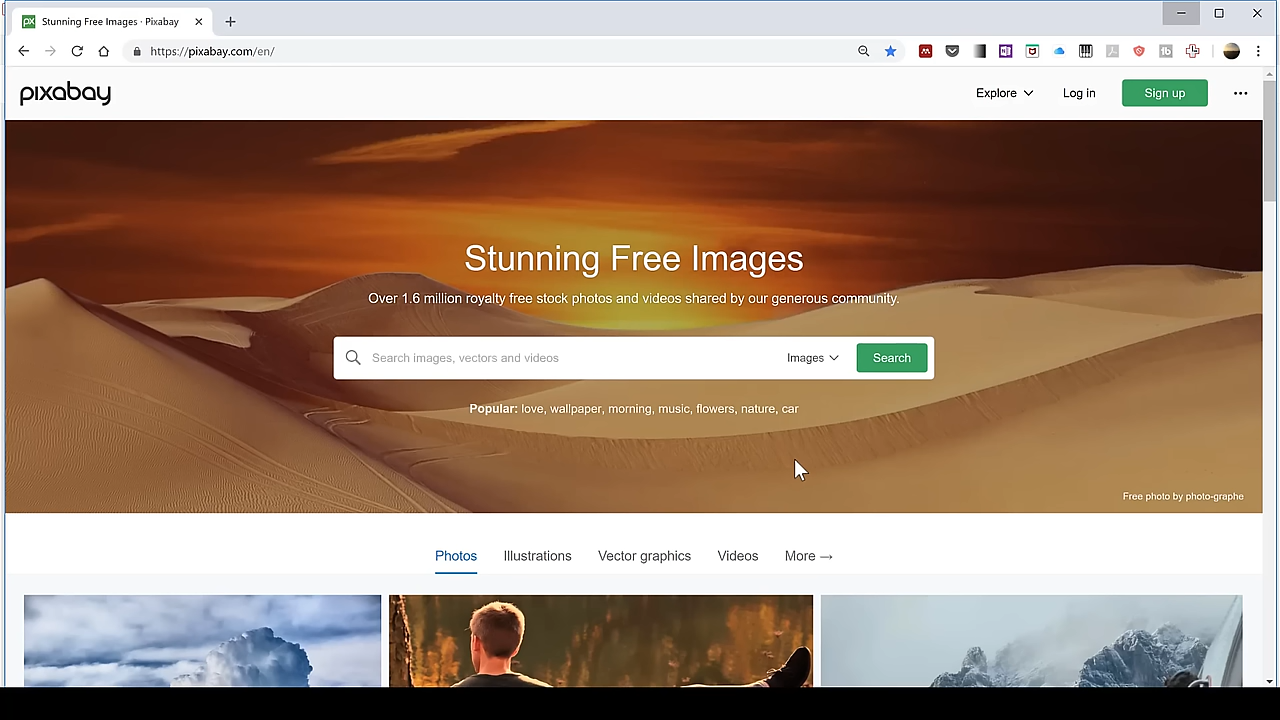 Stunning Free Images · Pixabay
https://pixabay.com/en/
pixabay
Explore
Log in
Sign up
Stunning Free Images
Over 1.6 million royalty free stock photos and videos shared by our generous community.
Search images, vectors and videos
Images
Search
Popular: love, wallpaper, morning, music, flowers, nature, car
Free photo by photo-graphe
Photos
Illustrations
Vector graphics
Videos
More →